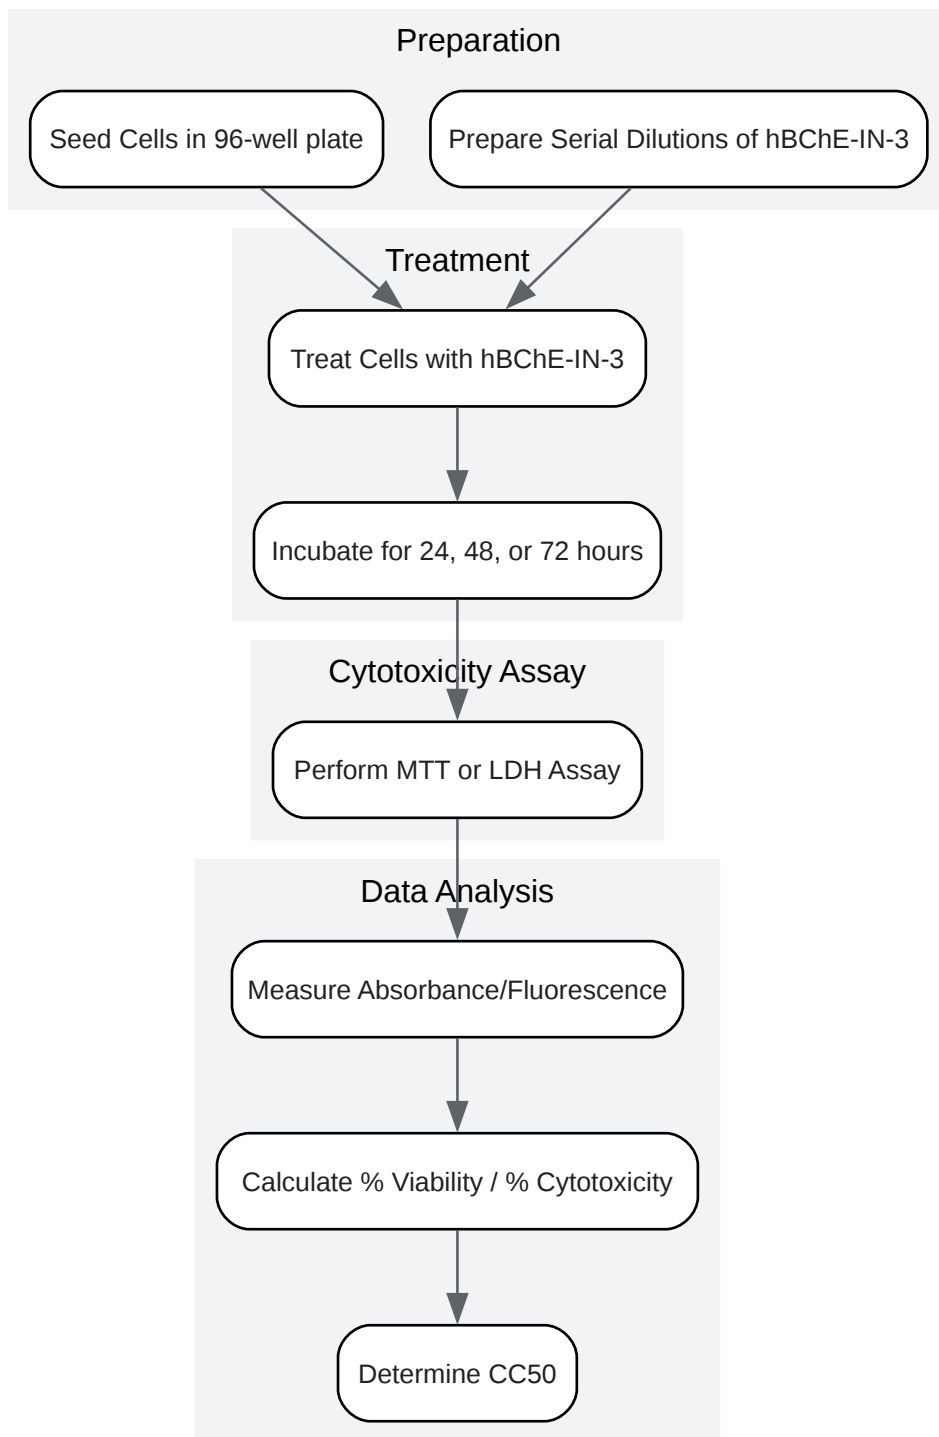 Preparation
Seed Cells in 96-well plate
Prepare Serial Dilutions of hBChE-IN-3
Treatment
Treat Cells with hBChE-IN-3
Incubate for 24, 48, or 72 hours
Cytotoxicity Assay
Perform MTT or LDH Assay
Data Analysis
Measure Absorbance/Fluorescence
Calculate % Viability / % Cytotoxicity
Determine CC50